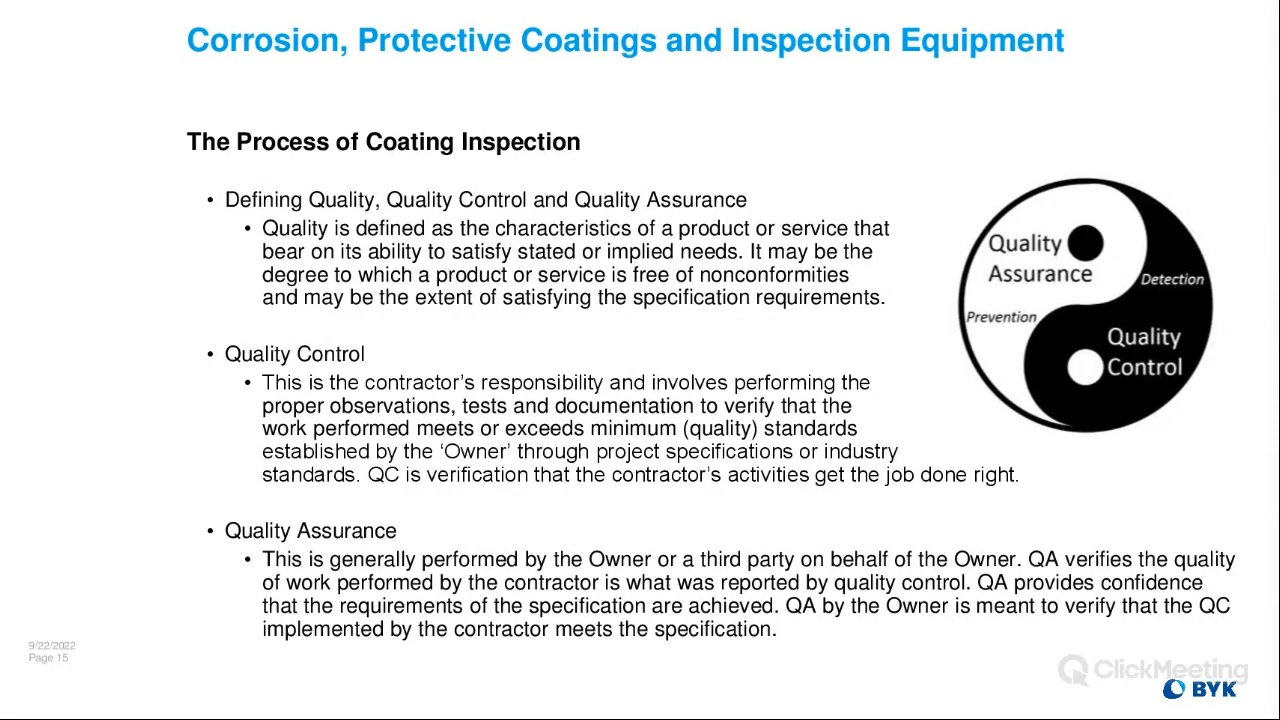 Corrosion, Protective Coatings and Inspection Equipment
The Process of Coating Inspection
• Defining Quality, Quality Control and Quality Assurance
• Quality is defined as the characteristics of a product or service that
bear on its ability to satisfy stated or implied needs. It may be the
degree to which a product or service is free of nonconformities
and may be the extent of satisfying the specification requirements.
• Quality Control
• This is the contractor's responsibility and involves performing the
proper observations, tests and documentation to verify that the
work performed meets or exceeds minimum (quality) standards
established by the ‘Owner’ through project specifications or industry
standards. QC is verification that the contractor's activities get the job done right.
• Quality Assurance
• This is generally performed by the Owner or a third party on behalf of the Owner. QA verifies the quality
of work performed by the contractor is what was reported by quality control. QA provides confidence
that the requirements of the specification are achieved. QA by the Owner is meant to verify that the QC
implemented by the contractor meets the specification.
Quality
Assurance
Detection
Prevention
Quality
Control
9/22/2022
Page 15
ClickMeeting
BYK